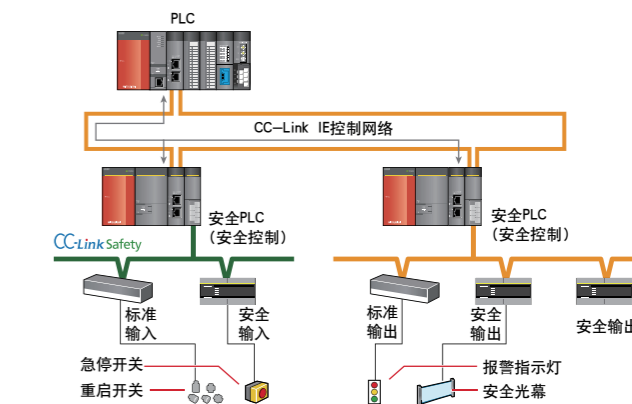 PLC
CC-Link IE控制网络
安全PLC
（安全控制）
安全PLC
（安全控制）
CC-Link Safety
标准
输入
安全
输入
标准
输出
安全
输出
安全输出
急停开关
重启开关
报警指示灯
安全光幕